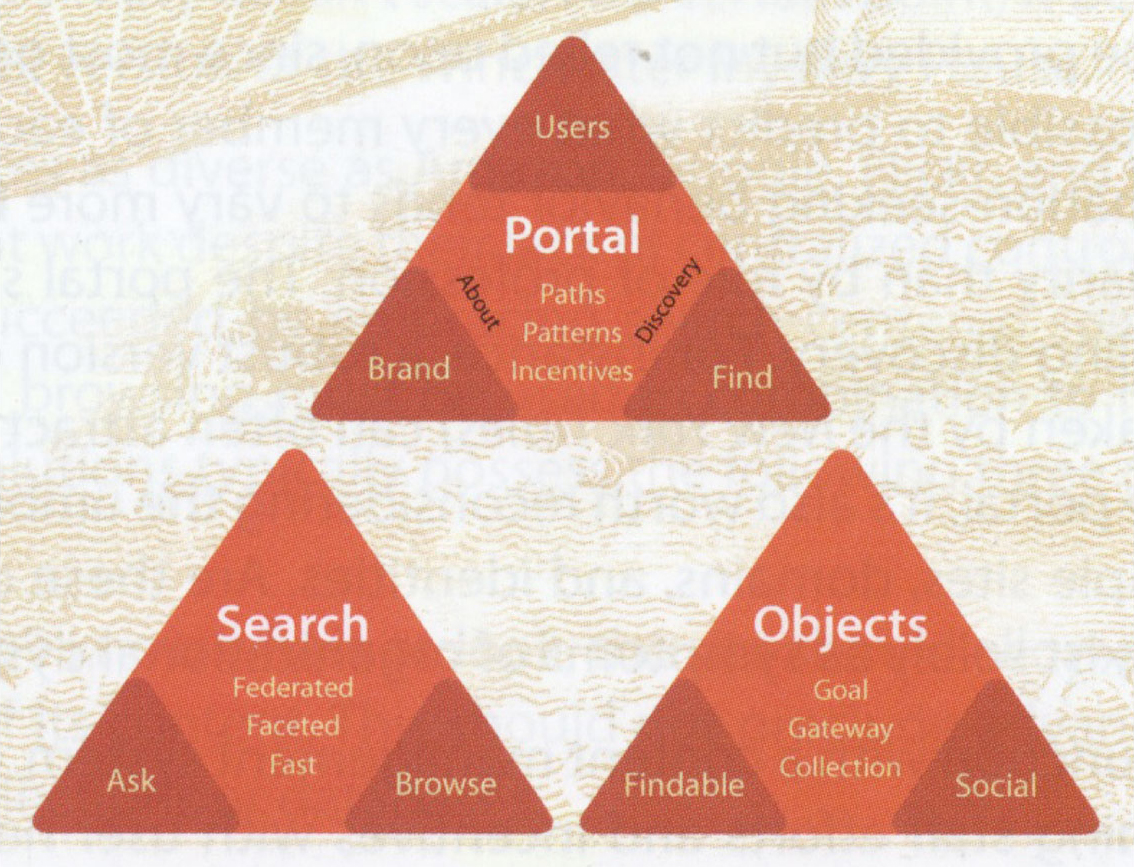 Users
Portal
About
Discovery
Paths
Patterns
Incentives
Brand
Find
Search
Federated
Faceted
Fast
Ask
Browse
Objects
Goal
Gateway
Collection
Findable
Social